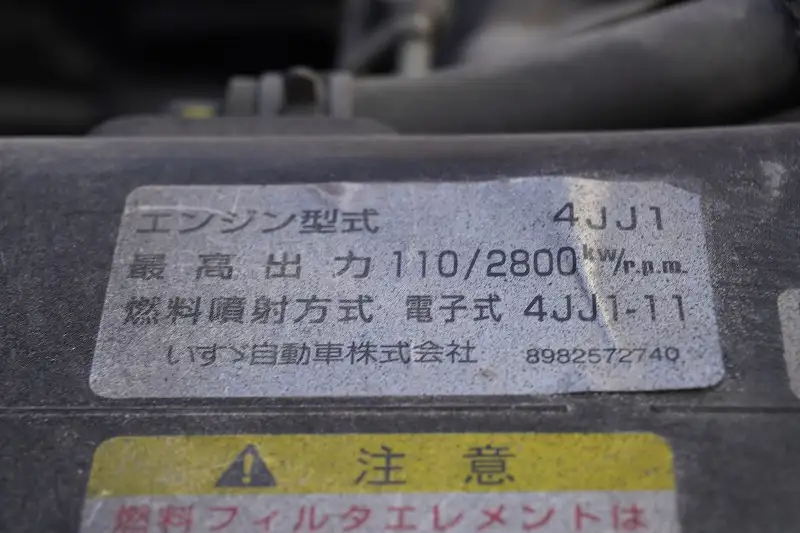 エンジン型式 4JJ1
最高出力 110/2800kw/r.p.m.
燃料噴射方式 電子式 4JJ1-11
いすゞ自動車株式会社 8982572740
注意
燃料フィルタエレメントは